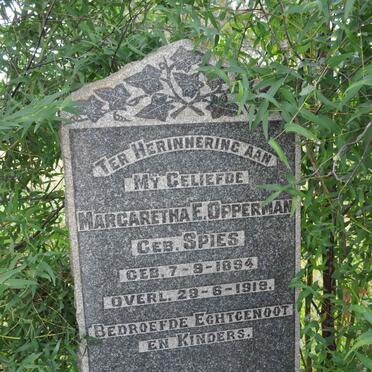 TER HERINNERING AAN
MY GELIEFDE
MARGARETHA E. OPPERMAN
GEB. SPIES
GEB. 7-9-1894
OVERL. 29-6-1919.
BEDROEFDE ECHTGENOOT
EN KINDERS.